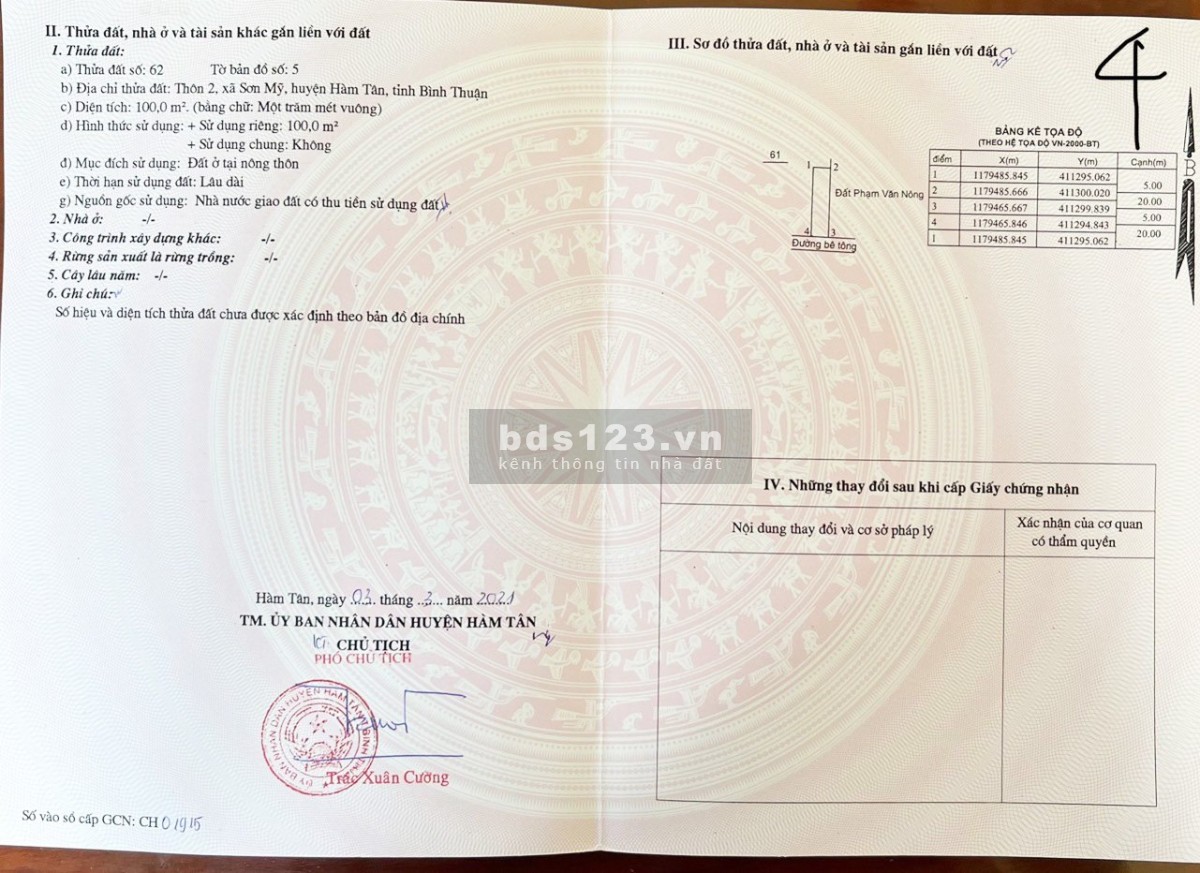 II. Thửa đất, nhà ở và tài sản khác gắn liền với đất
1. Thửa đất:
a) Thửa đất số: 62 Tờ bản đồ số: 5
b) Địa chỉ thửa đất: Thôn 2, xã Sơn Mỹ, huyện Hàm Tân, tỉnh Bình Thuận
c) Diện tích: 100,0 m². (bằng chữ: Một trăm mét vuông)
d) Hình thức sử dụng: + Sử dụng riêng: 100,0 m²
+ Sử dụng chung: Không
đ) Mục đích sử dụng: Đất ở tại nông thôn
e) Thời hạn sử dụng đất: Lâu dài
g) Nguồn gốc sử dụng: Nhà nước giao đất có thu tiền sử dụng đất
2. Nhà ở: -/-
3. Công trình xây dựng khác: -/-
4. Rừng sản xuất là rừng trồng: -/-
5. Cây lâu năm: -/-
6. Ghi chú:
Số hiệu và diện tích thửa đất chưa được xác định theo bản đồ địa chính
Hàm Tân, ngày 03 tháng 3 năm 2021
TM. ỦY BAN NHÂN DÂN HUYỆN HÀM TÂN
KT. CHỦ TỊCH
PHÓ CHỦ TỊCH
ỦY BAN NHÂN DÂN HUYỆN HÀM TÂN
Trác Xuân Cường
Số vào sổ cấp GCN: CH 01915
III. Sơ đồ thửa đất, nhà ở và tài sản gắn liền với đất
4
B
61
1 2
Đất Phạm Văn Nông
4 3
Đường bê tông
BẢNG KÊ TỌA ĐỘ
(THEO HỆ TỌA ĐỘ VN-2000-BT)
điểm X(m) Y(m) Cạnh(m)
1 1179485.845 411295.062
5.00
2 1179485.666 411300.020
20.00
3 1179465.667 411299.839
5.00
4 1179465.846 411294.843
20.00
1 1179485.845 411295.062
bds123.vn
kênh thông tin nhà đất
IV. Những thay đổi sau khi cấp Giấy chứng nhận
Nội dung thay đổi và cơ sở pháp lý
Xác nhận của cơ quan
có thẩm quyền